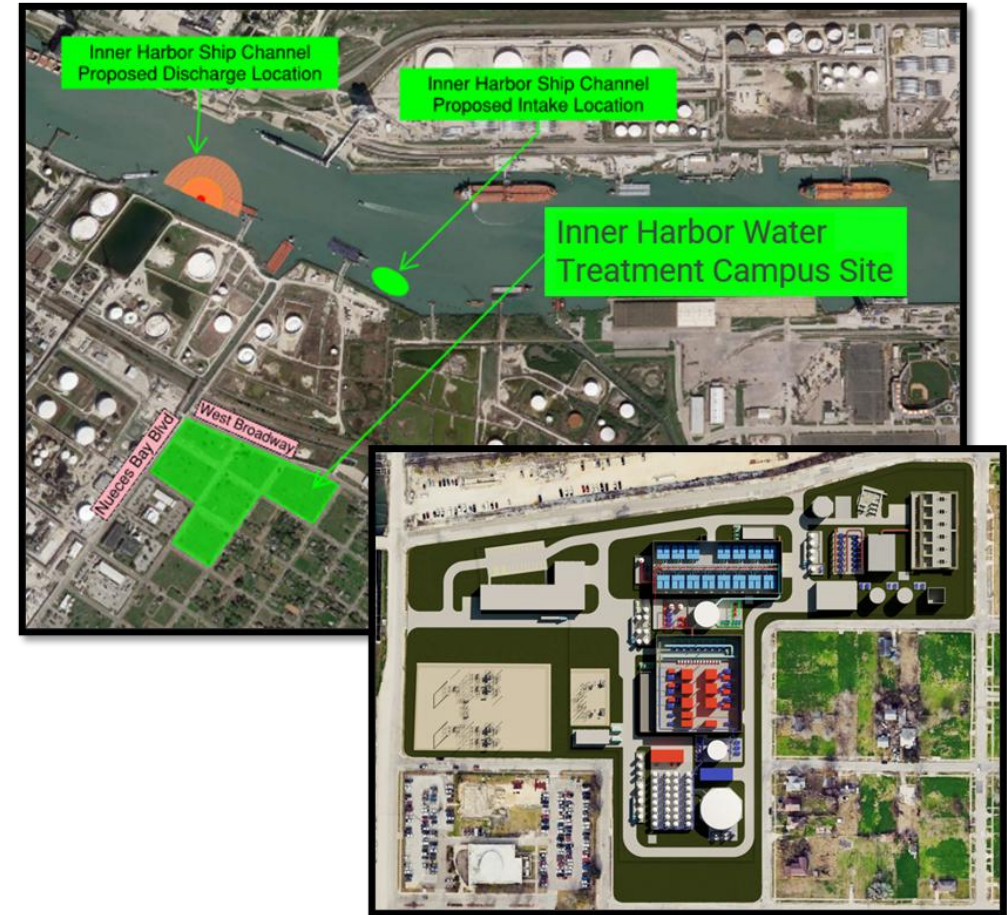 Inner Harbor Ship Channel
Proposed Discharge Location
Inner Harbor Ship Channel
Proposed Intake Location
Inner Harbor Water
Treatment Campus Site
West Broadway
Nueces Bay Blvd